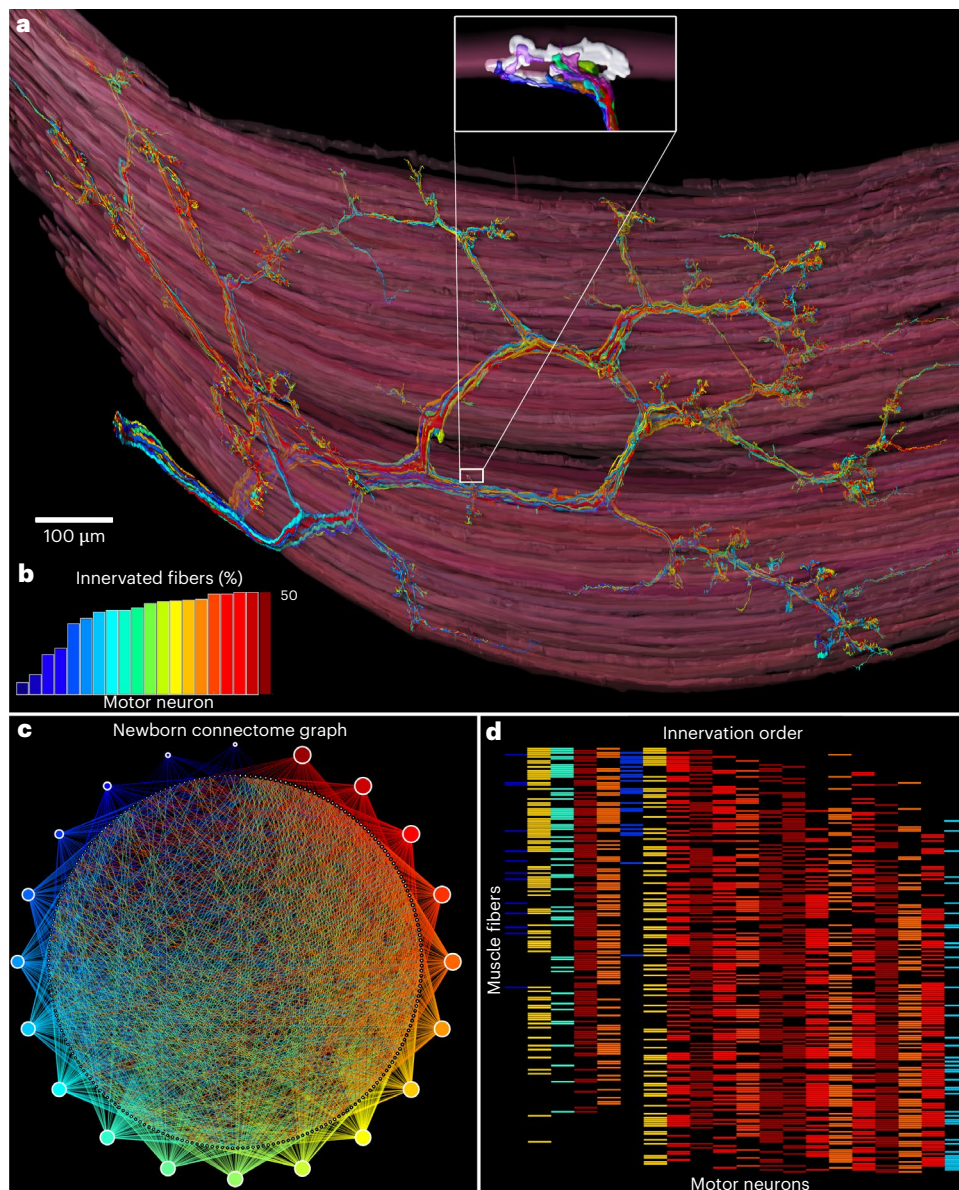 a
100 µm
b
Innervated fibers (%)
50
Motor neuron
c
Newborn connectome graph
d
Innervation order
Muscle fibers
Motor neurons